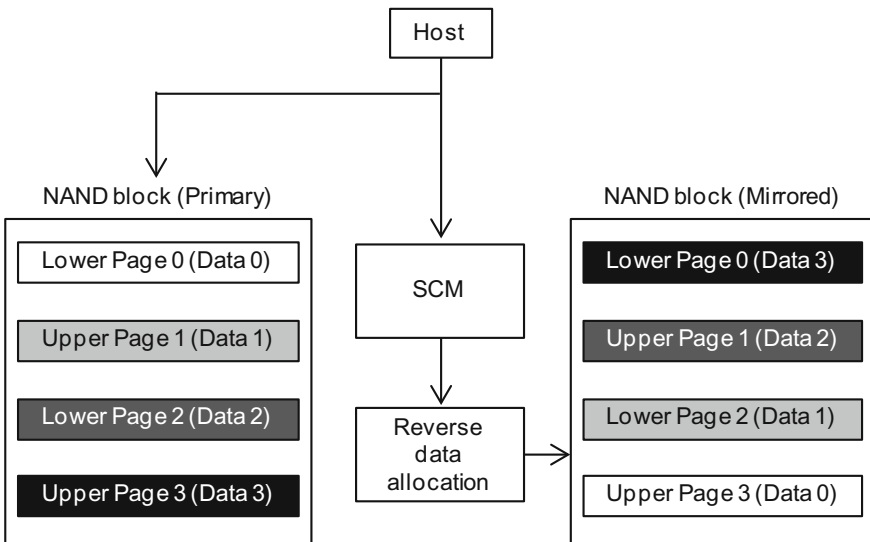 Host
NAND block (Primary)
Lower Page 0 (Data 0)
Upper Page 1 (Data 1)
Lower Page 2 (Data 2)
Upper Page 3 (Data 3)
SCM
Reverse
data
allocation
NAND block (Mirrored)
Lower Page 0 (Data 3)
Upper Page 1 (Data 2)
Lower Page 2 (Data 1)
Upper Page 3 (Data 0)